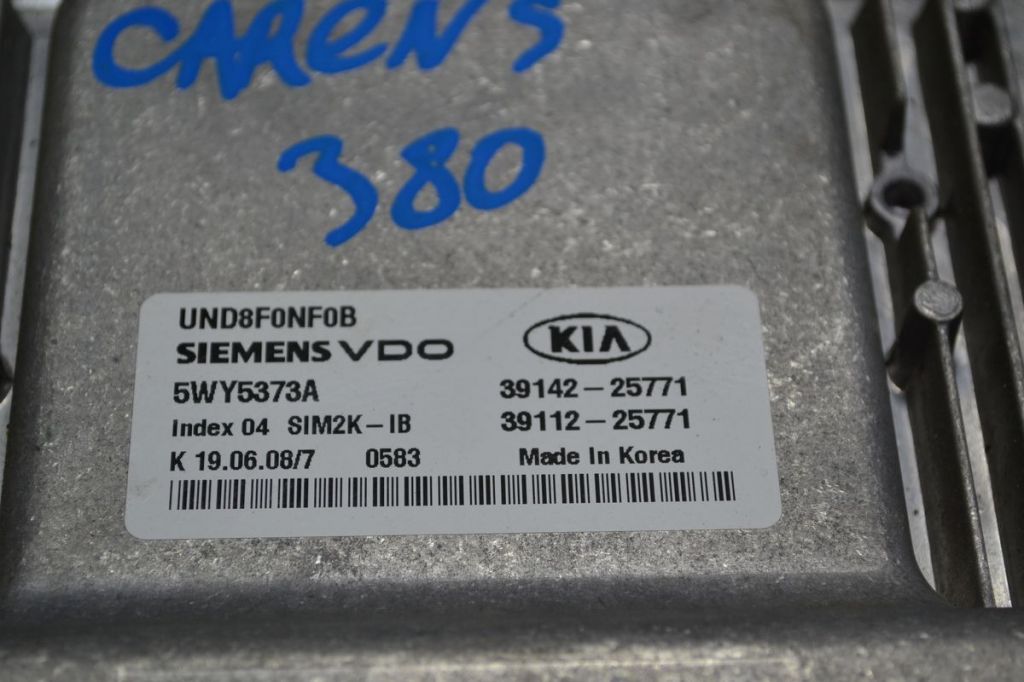 CARENS
380
UND8F0NF0B
SIEMENS VDO
KIA
5WY5373A 39142-25771
Index 04 SIM2K-IB 39112-25771
K 19.06.08/7 0583 Made In Korea